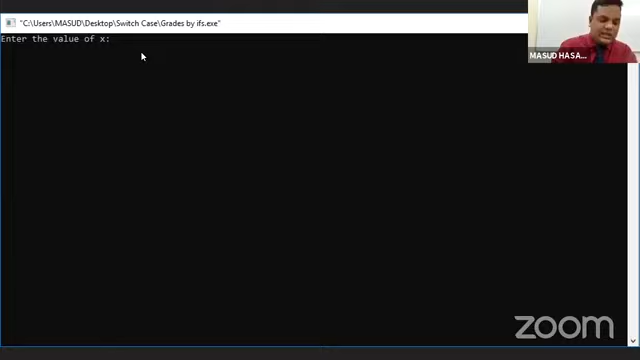 "C:\Users\MASUD\Desktop\Switch Case\Grades by ifs.exe"
Enter the value of x:
MASUD HASA...
zoom